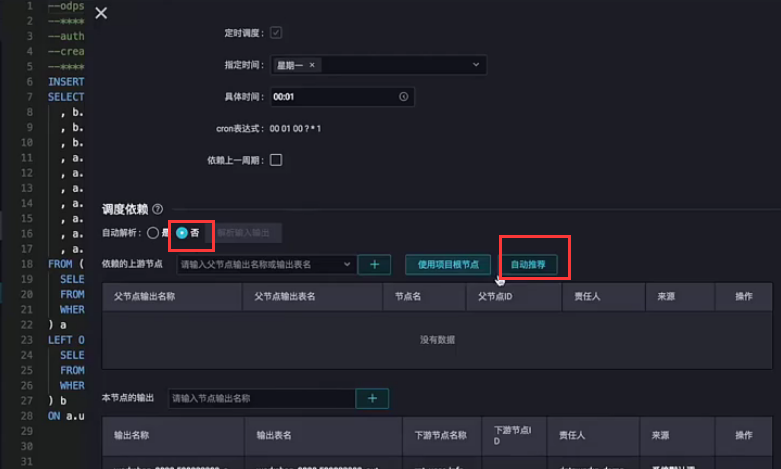 1 --odps
2 --****
3 --auth
4 --crea
5 --****
6 INSERT
7 SELECT
8 , b.
9 , b.
10 , b.
11 , a.
12 , a.
13 , a.
14 , a.
15 , a.
16 , a.
17 , a.
18 FROM (
19 SELE
20 FROM
21 WHER
22 ) a
23 LEFT O
24 SELE
25 FROM
26 WHER
27 ) b
28 ON a.u
29
30
31
定时调度：
指定时间： 星期一 ×
具体时间： 00:01
cron表达式： 00 01 00 ? * 1
依赖上一周期：
调度依赖 ?
自动解析： 是 否 解析输入输出
依赖的上游节点 请输入父节点输出名称或输出表名 + 使用项目根节点 自动推荐
父节点输出名称 父节点输出表名 节点名 父节点ID 责任人 来源 操作
没有数据
本节点的输出 请输入节点输出名称 +
输出名称 输出表名 下游节点名称 下游节点ID 责任人 来源 操作